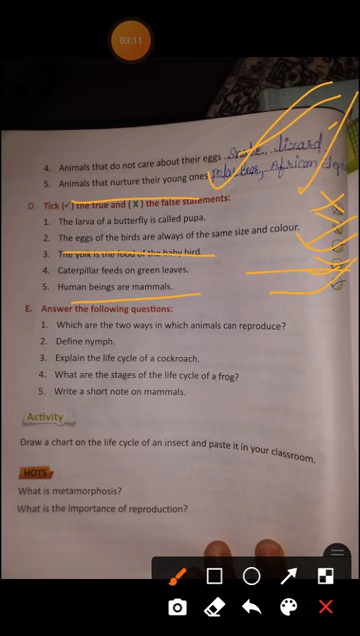 03:11
4. Animals that do not care about their eggs Snake, lizard
5. Animals that nurture their young ones Polar bear, African
D. Tick (✓) the true and (X) the false statements:
1. The larva of a butterfly is called pupa.
2. The eggs of the birds are always of the same size and colour.
3. The yolk is the food of the baby bird.
4. Caterpillar feeds on green leaves.
5. Human beings are mammals.
E. Answer the following questions:
1. Which are the two ways in which animals can reproduce?
2. Define nymph.
3. Explain the life cycle of a cockroach.
4. What are the stages of the life cycle of a frog?
5. Write a short note on mammals.
Activity
Draw a chart on the life cycle of an insect and paste it in your classroom.
HOTS
What is metamorphosis?
What is the importance of reproduction?